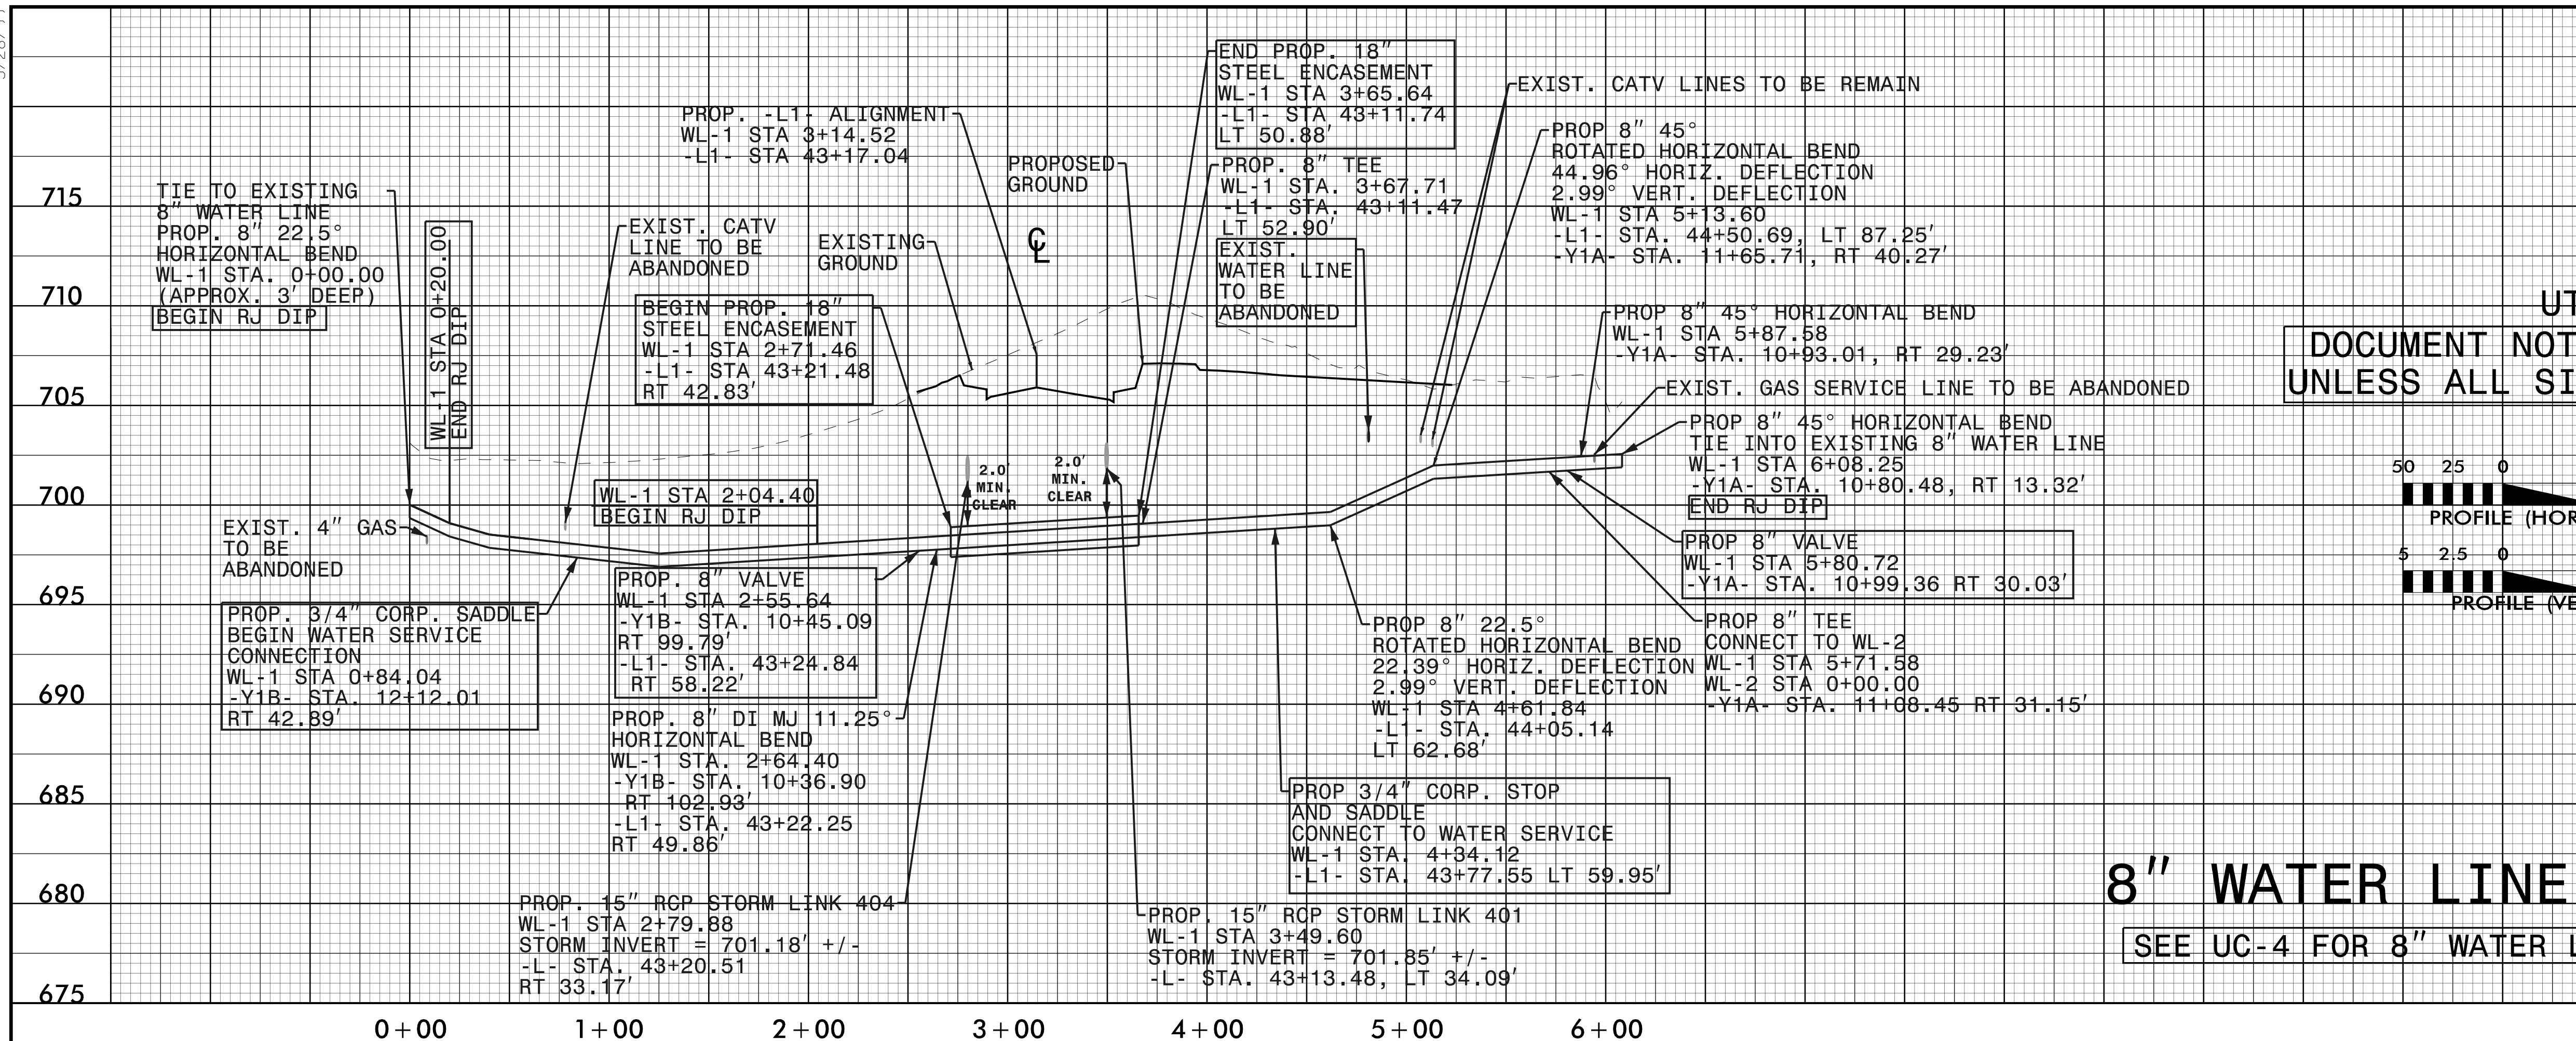 END PROP. 18"
STEEL ENCASEMENT
WL-1 STA 3+65.64
-L1- STA 43+11.74
LT 50.88'
EXIST. CATV LINES TO BE REMAIN
PROP. -L1- ALIGNMENT
WL-1 STA 3+14.52
-L1- STA 43+17.04
PROP 8" 45°
ROTATED HORIZONTAL BEND
44.96° HORIZ. DEFLECTION
2.99° VERT. DEFLECTION
WL-1 STA 5+13.60
-L1- STA. 44+50.69, LT 87.25'
-Y1A- STA. 11+65.71, RT 40.27'
PROPOSED
GROUND
PROP. 8" TEE
WL-1 STA. 3+67.71
-L1- STA. 43+11.47
LT 52.90'
EXIST.
WATER LINE
TO BE
ABANDONED
TIE TO EXISTING
8" WATER LINE
PROP. 8" 22.5°
HORIZONTAL BEND
WL-1 STA. 0+00.00
(APPROX. 3' DEEP)
BEGIN RJ DIP
WL-1 STA 0+20.00
END RJ DIP
EXIST. CATV
LINE TO BE
ABANDONED
EXISTING
GROUND
CL
BEGIN PROP. 18"
STEEL ENCASEMENT
WL-1 STA 2+71.46
-L1- STA 43+21.48
RT 42.83'
PROP 8" 45° HORIZONTAL BEND
WL-1 STA 5+87.58
-Y1A- STA. 10+93.01, RT 29.23'
EXIST. GAS SERVICE LINE TO BE ABANDONED
PROP 8" 45° HORIZONTAL BEND
TIE INTO EXISTING 8" WATER LINE
WL-1 STA 6+08.25
-Y1A- STA. 10+80.48, RT 13.32'
END RJ DIP
UT
DOCUMENT NOT
UNLESS ALL SI
2.0'
MIN.
CLEAR
2.0'
MIN.
CLEAR
50 25 0
PROFILE (HOR
5 2.5 0
PROFILE (VE
WL-1 STA 2+04.40
BEGIN RJ DIP
EXIST. 4" GAS
TO BE
ABANDONED
PROP 8" VALVE
WL-1 STA 5+80.72
-Y1A- STA. 10+99.36 RT 30.03'
PROP. 3/4" CORP. SADDLE
BEGIN WATER SERVICE
CONNECTION
WL-1 STA 0+84.04
-Y1B- STA. 12+12.01
RT 42.89'
PROP. 8" VALVE
WL-1 STA 2+55.64
-Y1B- STA. 10+45.09
RT 99.79'
-L1- STA. 43+24.84
RT 58.22'
PROP 8" 22.5°
ROTATED HORIZONTAL BEND
22.39° HORIZ. DEFLECTION
2.99° VERT. DEFLECTION
WL-1 STA 4+61.84
-L1- STA. 44+05.14
LT 62.68'
PROP 8" TEE
CONNECT TO WL-2
WL-1 STA 5+71.58
WL-2 STA 0+00.00
-Y1A- STA. 11+08.45 RT 31.15'
PROP. 8" DI MJ 11.25°
HORIZONTAL BEND
WL-1 STA. 2+64.40
-Y1B- STA. 10+36.90
RT 102.93'
-L1- STA. 43+22.25
RT 49.86'
PROP 3/4" CORP. STOP
AND SADDLE
CONNECT TO WATER SERVICE
WL-1 STA. 4+34.12
-L1- STA. 43+77.55 LT 59.95'
PROP. 15" RCP STORM LINK 404
WL-1 STA 2+79.88
STORM INVERT = 701.18' +/-
-L- STA. 43+20.51
RT 33.17'
PROP. 15" RCP STORM LINK 401
WL-1 STA 3+49.60
STORM INVERT = 701.85' +/-
-L- STA. 43+13.48, LT 34.09'
8" WATER LINE
SEE UC-4 FOR 8" WATER L
715
710
705
700
695
690
685
680
675
0+00 1+00 2+00 3+00 4+00 5+00 6+00